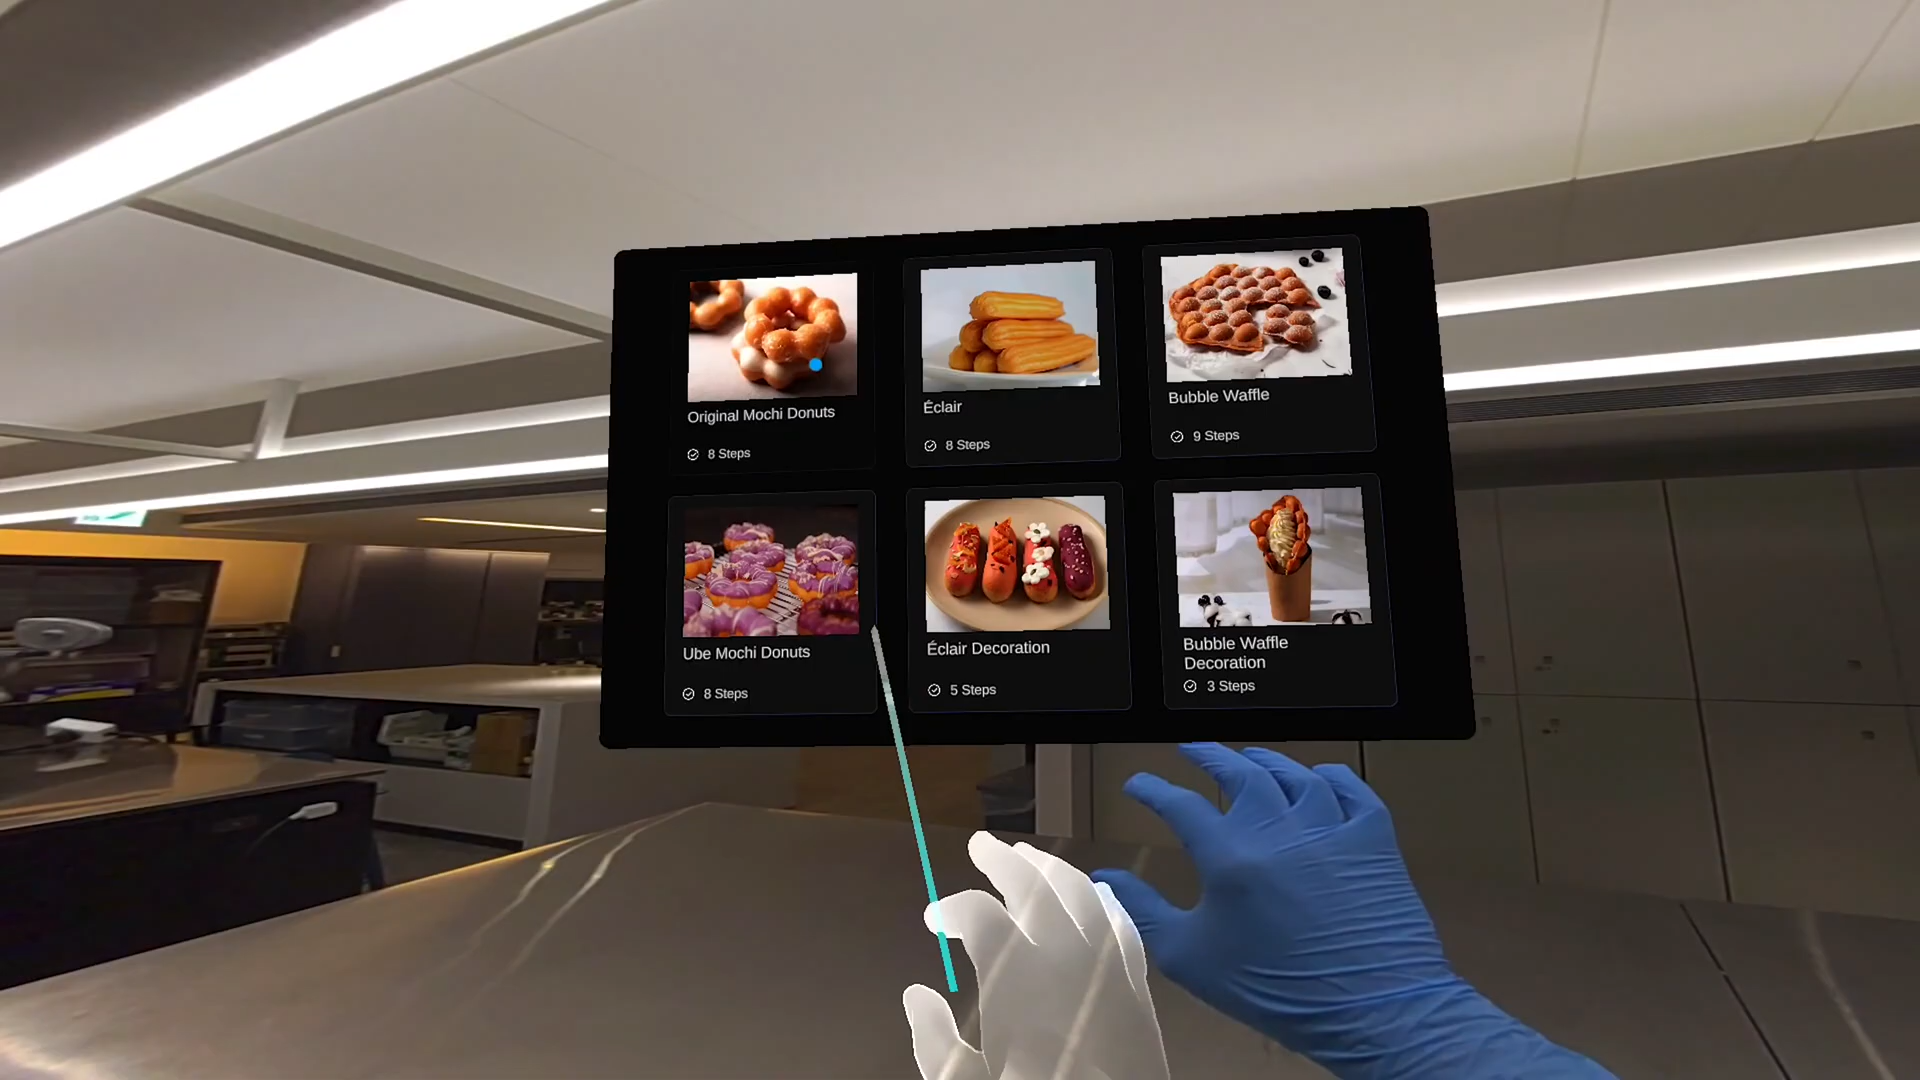 Original Mochi Donuts
8 Steps
Éclair
8 Steps
Bubble Waffle
9 Steps
Ube Mochi Donuts
8 Steps
Éclair Decoration
5 Steps
Bubble Waffle
Decoration
3 Steps